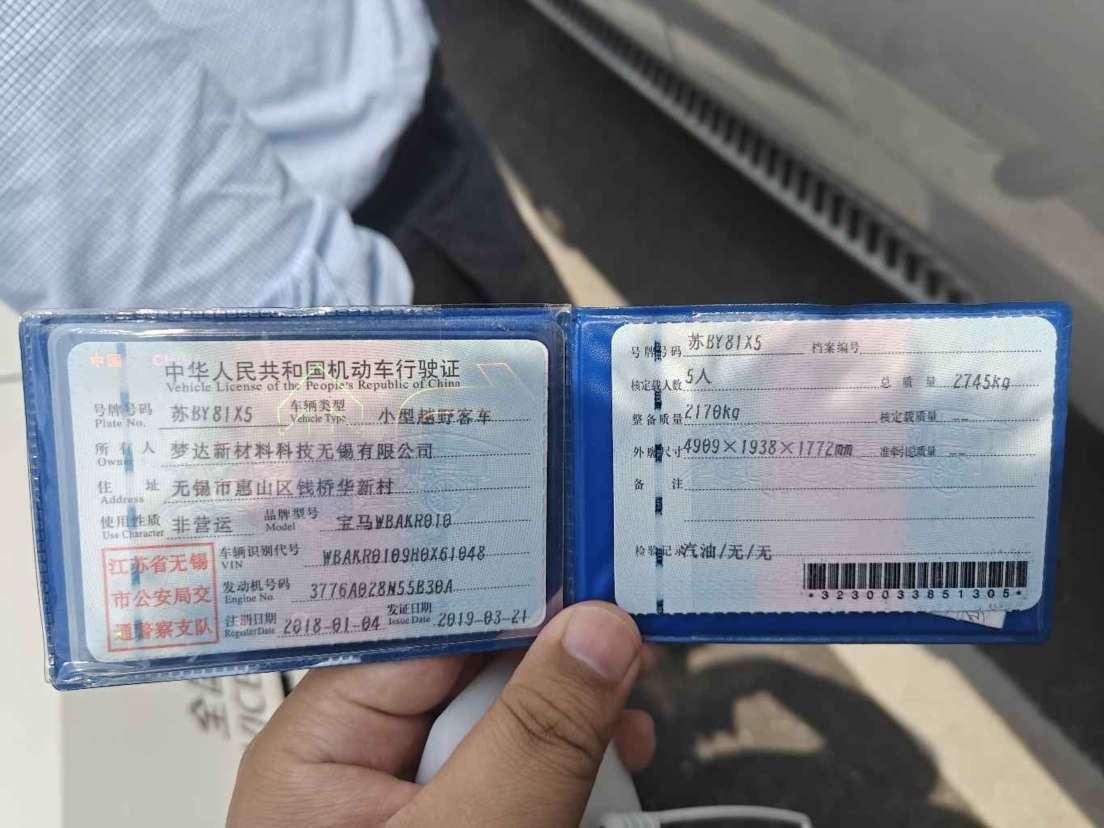 中国
中华人民共和国机动车行驶证
Vehicle License of the People's Republic of China
号牌号码 苏BY81X5 车辆类型 小型越野客车
Plate No. Vehicle Type
所有人 梦达新材料科技无锡有限公司
Owner
住址 无锡市惠山区钱桥华新村
Address
使用性质 非营运 品牌型号 宝马WBAKR010
Use Character Model
江苏省无锡
市公安局交
通警察支队
车辆识别代号 WBAKR0109H0X61048
VIN
发动机号码 3776A028N55B30A
Engine No.
注册日期 2018-01-04 发证日期 2019-03-21
Register Date Issue Date
号牌号码 苏BY81X5 档案编号
核定载人数 5人 总质量 2745kg
整备质量 2170kg 核定载质量 --
外廓尺寸 4909×1938×1772mm 准牵引总质量 --
备注
检验记录 汽油/无/无
*3230033851305*